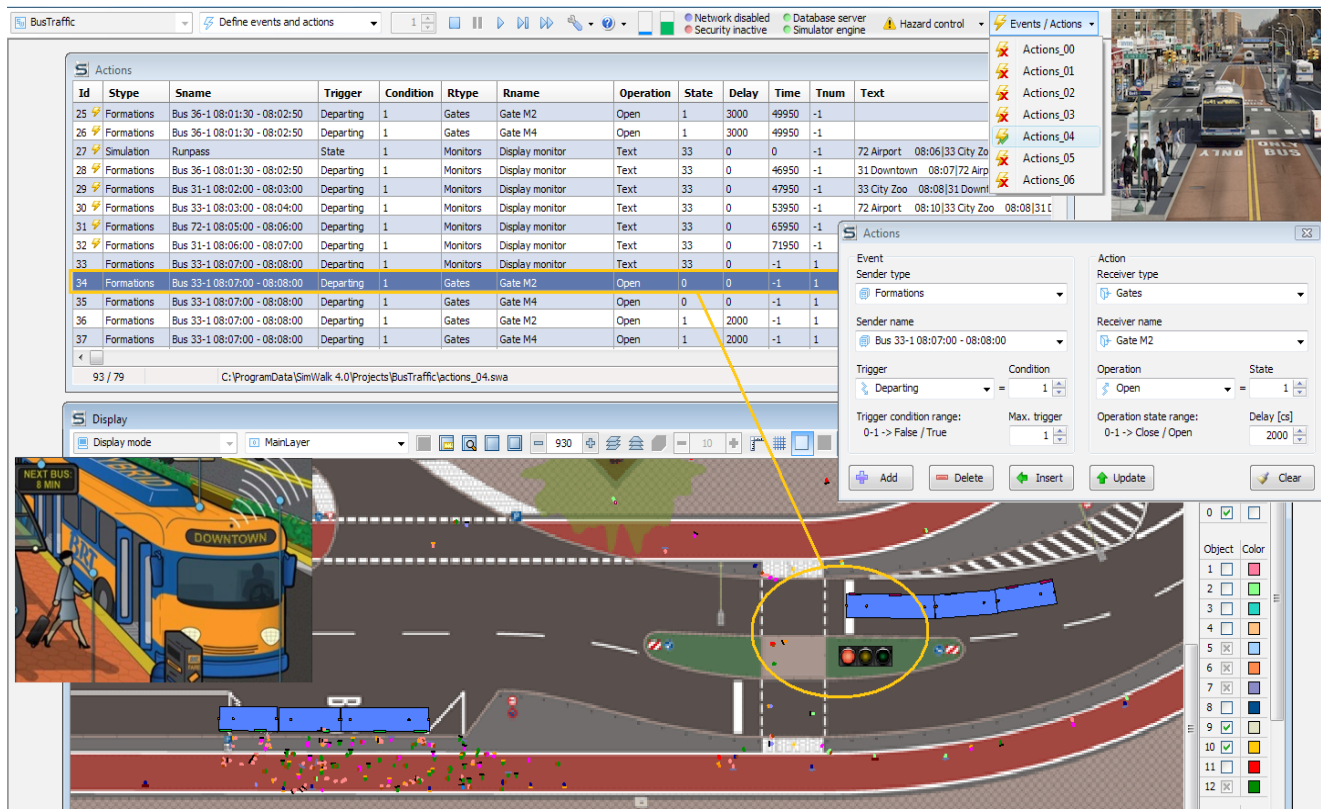 BusTraffic Define events and actions 1 Network disabled Database server Hazard control Events / Actions
Security inactive Simulator engine
Actions_00
Actions_01
Actions_02
Actions_03
Actions_04
Actions_05
Actions_06
ONLY
BUS
Actions
Id Stype Sname Trigger Condition Rtype Rname Operation State Delay Time Tnum Text
25 Formations Bus 36-1 08:01:30 - 08:02:50 Departing 1 Gates Gate M2 Open 1 3000 49950 -1
26 Formations Bus 36-1 08:01:30 - 08:02:50 Departing 1 Gates Gate M4 Open 1 3000 49950 -1
27 Simulation Runpass State 1 Monitors Display monitor Text 33 0 0 -1 72 Airport 08:06|33 City Zo
28 Formations Bus 36-1 08:01:30 - 08:02:50 Departing 1 Monitors Display monitor Text 33 0 46950 -1 31 Downtown 08:07|72 Airp
29 Formations Bus 31-1 08:02:00 - 08:03:00 Departing 1 Monitors Display monitor Text 33 0 47950 -1 33 City Zoo 08:08|31 Downt
30 Formations Bus 33-1 08:03:00 - 08:04:00 Departing 1 Monitors Display monitor Text 33 0 53950 -1 72 Airport 08:10|33 City Zoo 08:08|31 D
31 Formations Bus 72-1 08:05:00 - 08:06:00 Departing 1 Monitors Display monitor Text 33 0 65950 -1
32 Formations Bus 31-1 08:06:00 - 08:07:00 Departing 1 Monitors Display monitor Text 33 0 71950 -1
33 Formations Bus 33-1 08:07:00 - 08:08:00 Departing 1 Monitors Display monitor Text 33 0 -1 1
34 Formations Bus 33-1 08:07:00 - 08:08:00 Departing 1 Gates Gate M2 Open 0 0 -1 1
35 Formations Bus 33-1 08:07:00 - 08:08:00 Departing 1 Gates Gate M4 Open 0 0 -1 1
36 Formations Bus 33-1 08:07:00 - 08:08:00 Departing 1 Gates Gate M2 Open 1 2000 -1 1
37 Formations Bus 33-1 08:07:00 - 08:08:00 Departing 1 Gates Gate M4 Open 1 2000 -1 1
93 / 79 C:\ProgramData\SimWalk 4.0\Projects\BusTraffic\actions_04.swa
Actions
Event Action
Sender type Receiver type
Formations Gates
Sender name Receiver name
Bus 33-1 08:07:00 - 08:08:00 Gate M2
Trigger Condition Operation State
Departing = 1 Open = 1
Trigger condition range: Max. trigger Operation state range: Delay [cs]
0-1 -> False / True 1 0-1 -> Close / Open 2000
Add Delete Insert Update Clear
Display
Display mode MainLayer 930 10
NEXT BUS:
8 MIN
DOWNTOWN
BRT
0
Object Color
1
2
3
4
5
6
7
8
9
10
11
12